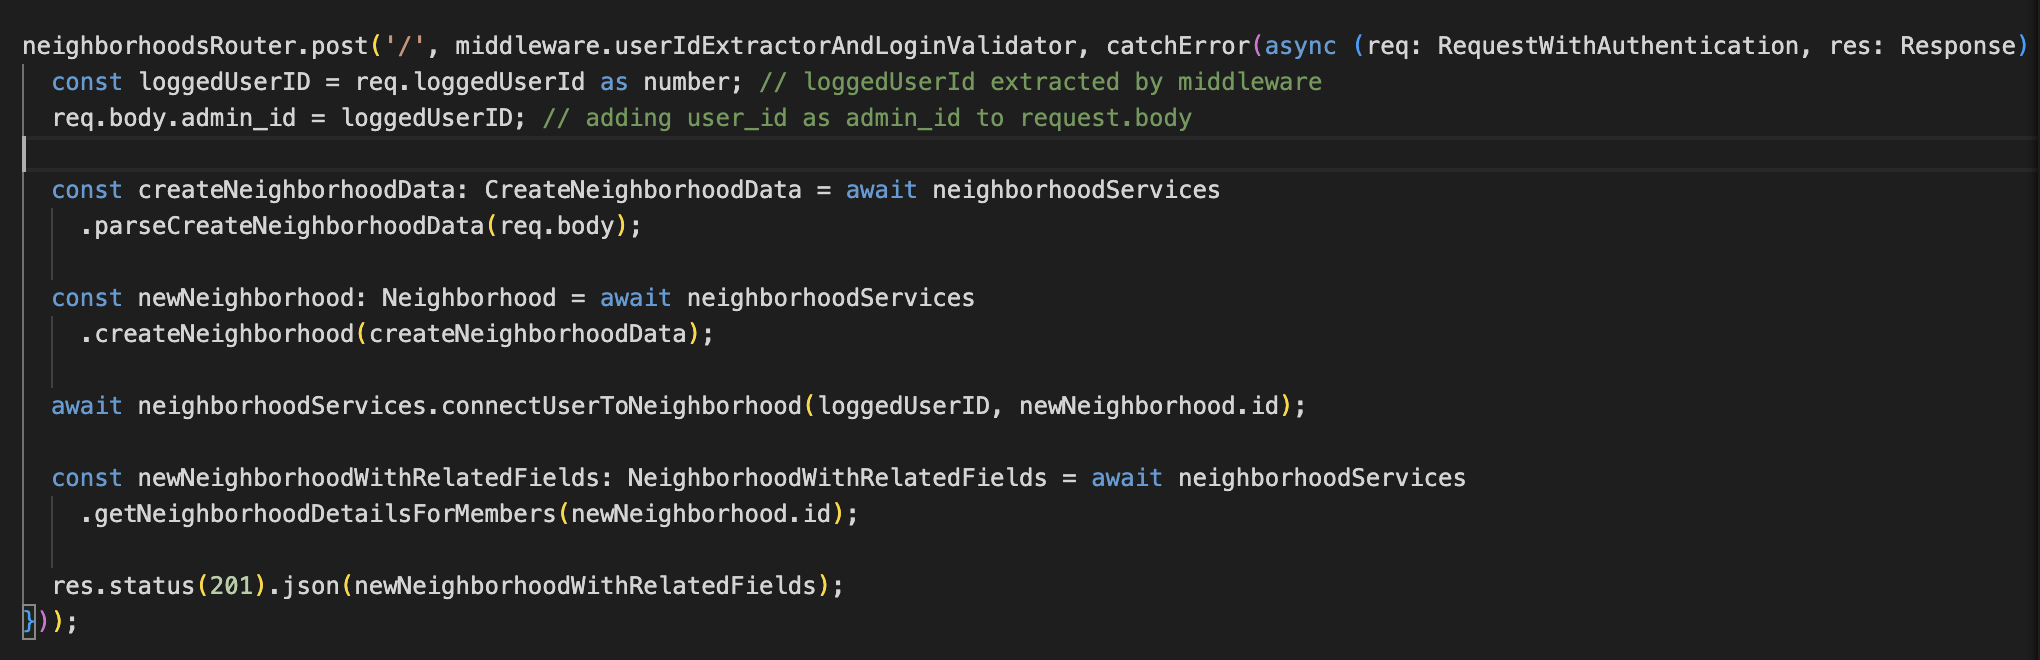 neighborhoodsRouter.post('/', middleware.userIdExtractorAndLoginValidator, catchError(async (req: RequestWithAuthentication, res: Response)
  const loggedUserID = req.loggedUserId as number; // loggedUserId extracted by middleware
  req.body.admin_id = loggedUserID; // adding user_id as admin_id to request.body
  const createNeighborhoodData: CreateNeighborhoodData = await neighborhoodServices
    .parseCreateNeighborhoodData(req.body);
  const newNeighborhood: Neighborhood = await neighborhoodServices
    .createNeighborhood(createNeighborhoodData);
  await neighborhoodServices.connectUserToNeighborhood(loggedUserID, newNeighborhood.id);
  const newNeighborhoodWithRelatedFields: NeighborhoodWithRelatedFields = await neighborhoodServices
    .getNeighborhoodDetailsForMembers(newNeighborhood.id);
  res.status(201).json(newNeighborhoodWithRelatedFields);
}));